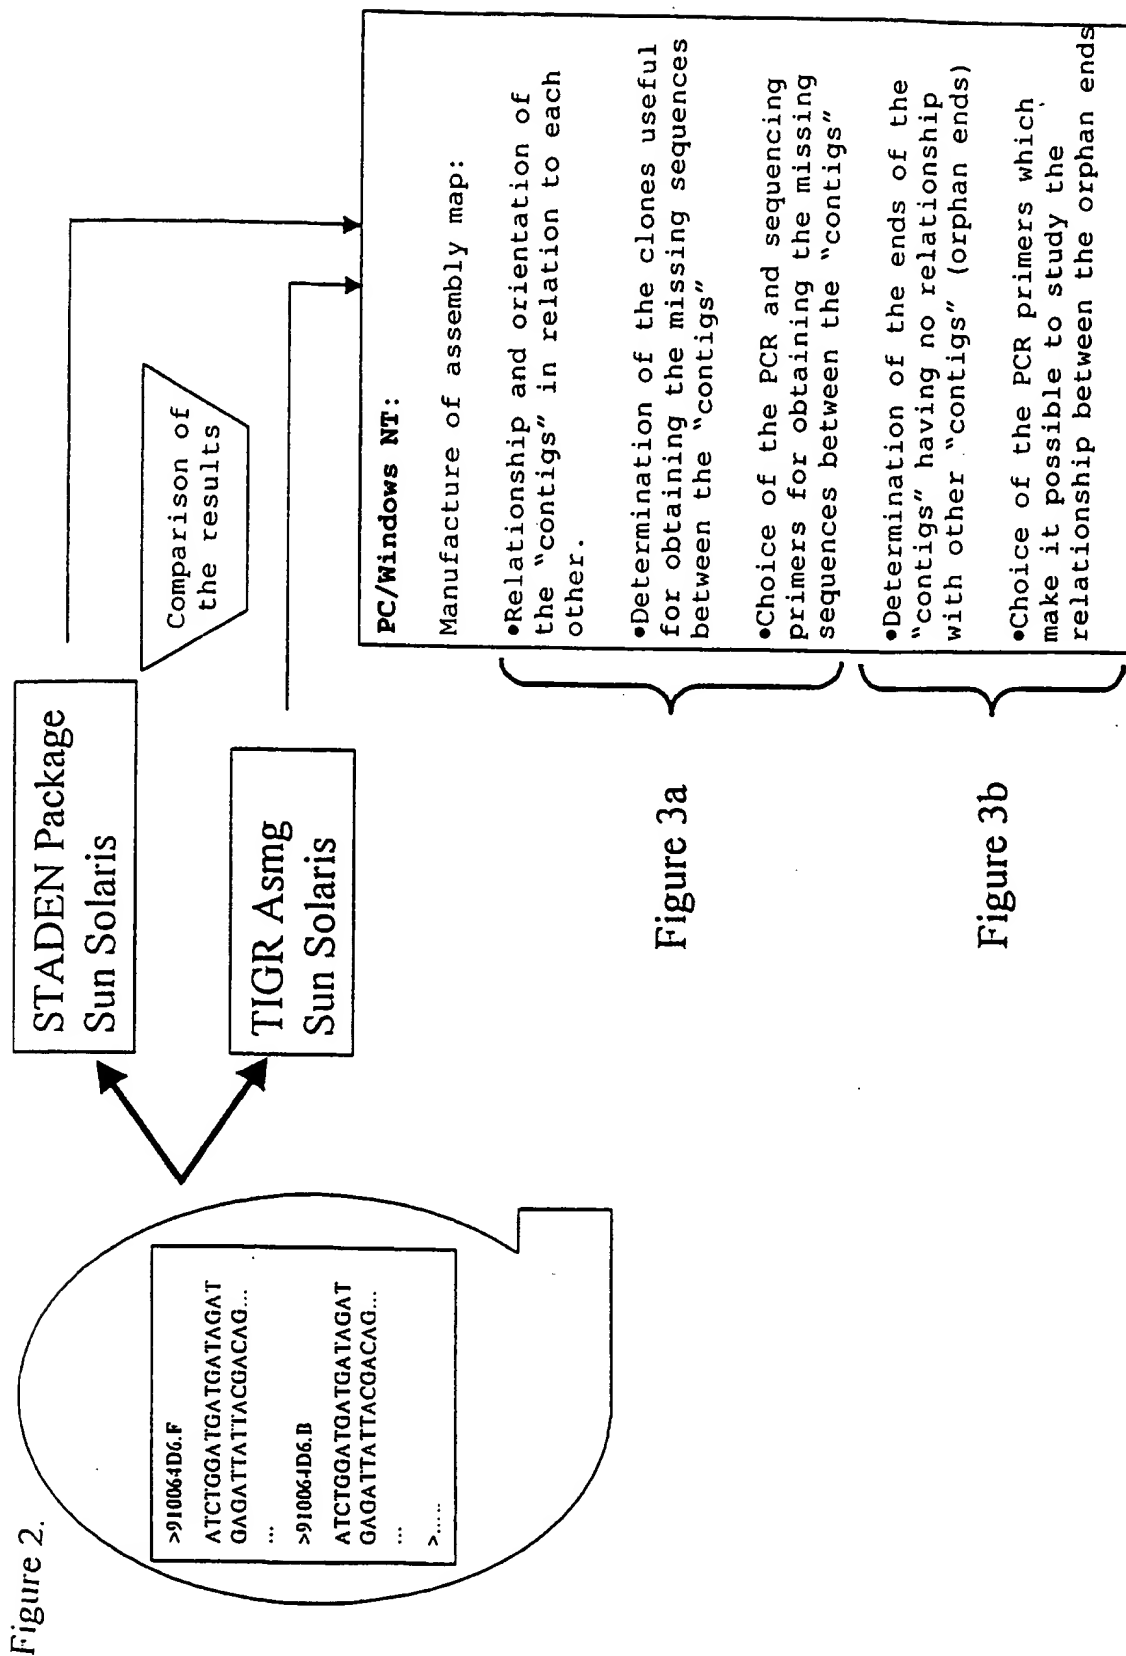 Figure 2.
>910064D6.F
ATCTGGATGATGATAGAT
GAGATTATTACGACAG...
...
>910064D6.B
ATCTGGATGATGATAGAT
GAGATTATTACGACAG...
...
>.....
STADEN Package
Sun Solaris
TIGR Asmg
Sun Solaris
Comparison of
the results
PC/Windows NT:
Manufacture of assembly map:
•Relationship and orientation of
the "contigs" in relation to each
other.
•Determination of the clones useful
for obtaining the missing sequences
between the "contigs"
•Choice of the PCR and sequencing
primers for obtaining the missing
sequences between the "contigs"
•Determination of the ends of the
"contigs" having no relationship
with other "contigs" (orphan ends)
•Choice of the PCR primers which
make it possible to study the
relationship between the orphan ends
Figure 3a
Figure 3b